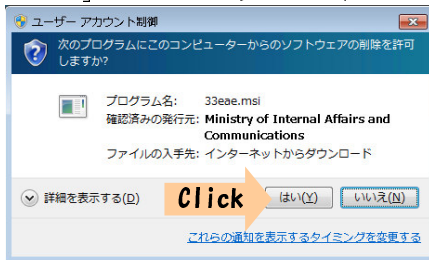 ユーザー アカウント制御
次のプログラムにこのコンピューターからのソフトウェアの削除を許可
しますか?
プログラム名: 33eae.msi
確認済みの発行元: Ministry of Internal Affairs and
Communications
ファイルの入手先: インターネットからダウンロード
詳細を表示する(D)
Click
はい(Y)
いいえ(N)
これらの通知を表示するタイミングを変更する